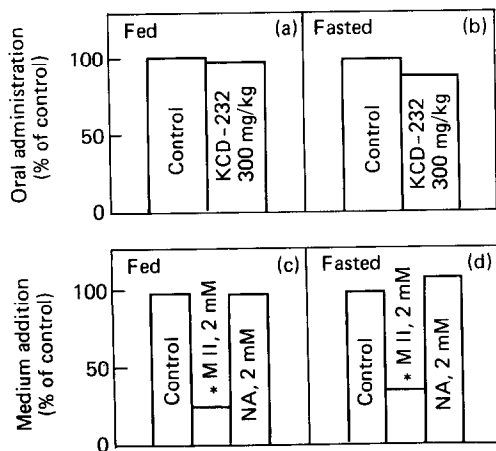 Oral administration
(% of control)
100
50
0
Fed
(a)
Control
KCD-232
300 mg/kg
Fasted
(b)
Control
KCD-232
300 mg/kg
Medium addition
(% of control)
100
50
0
Fed
(c)
Control
* M II, 2 mM
NA, 2 mM
Fasted
(d)
Control
* M II, 2 mM
NA, 2 mM